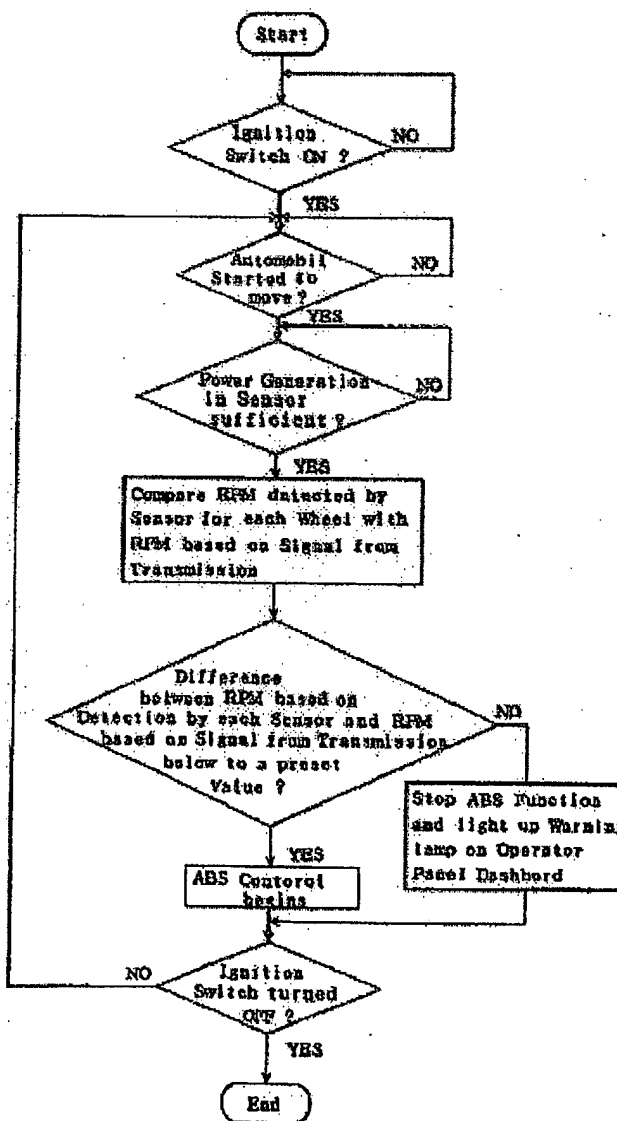 Start
Ignition
Switch ON ?
NO
YES
Automobil
Started to
move ?
NO
YES
Power Generation
in Sensor
sufficient ?
NO
YES
Compare RPM detected by
Sensor for each Wheel with
RPM based on Signal from
Transmission
Difference
between RPM based on
Detection by each Sensor and RPM
based on Signal from Transmission
below to a preset
Value ?
NO
YES
Stop ABS Function
and light up Warning
lamp on Operator
Panel Dashbord
ABS Contorol
begins
Ignition
Switch turned
OFF ?
NO
YES
End